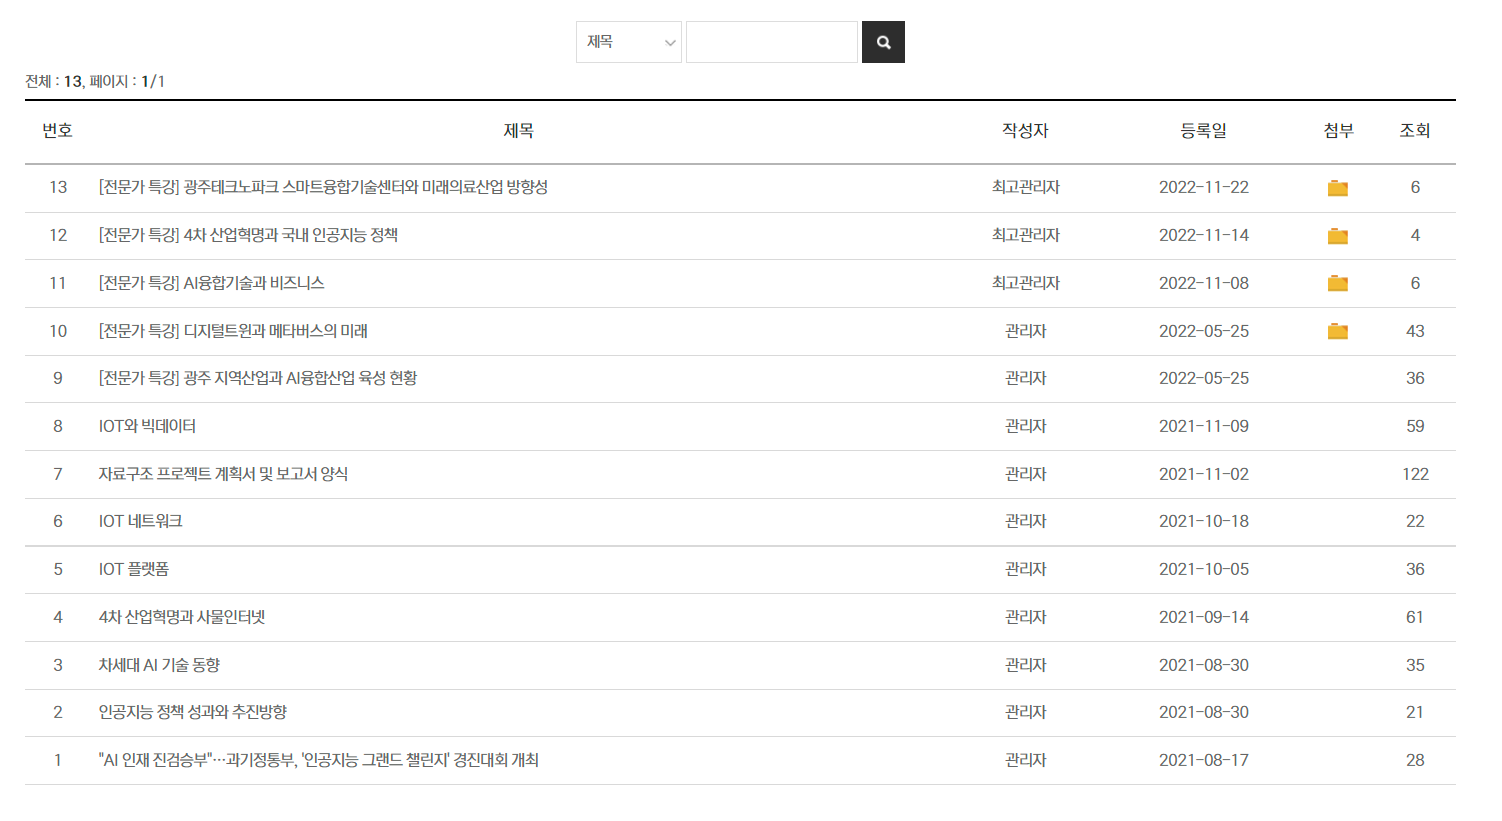 제목
전체 : 13, 페이지 : 1/1
번호 제목 작성자 등록일 첨부 조회
13 [전문가 특강] 광주테크노파크 스마트융합기술센터와 미래의료산업 방향성 최고관리자 2022-11-22 6
12 [전문가 특강] 4차 산업혁명과 국내 인공지능 정책 최고관리자 2022-11-14 4
11 [전문가 특강] AI융합기술과 비즈니스 최고관리자 2022-11-08 6
10 [전문가 특강] 디지털트윈과 메타버스의 미래 관리자 2022-05-25 43
9 [전문가 특강] 광주 지역산업과 AI융합산업 육성 현황 관리자 2022-05-25 36
8 IOT와 빅데이터 관리자 2021-11-09 59
7 자료구조 프로젝트 계획서 및 보고서 양식 관리자 2021-11-02 122
6 IOT 네트워크 관리자 2021-10-18 22
5 IOT 플랫폼 관리자 2021-10-05 36
4 4차 산업혁명과 사물인터넷 관리자 2021-09-14 61
3 차세대 AI 기술 동향 관리자 2021-08-30 35
2 인공지능 정책 성과와 추진방향 관리자 2021-08-30 21
1 "AI 인재 진검승부"…과기정통부, '인공지능 그랜드 챌린지' 경진대회 개최 관리자 2021-08-17 28